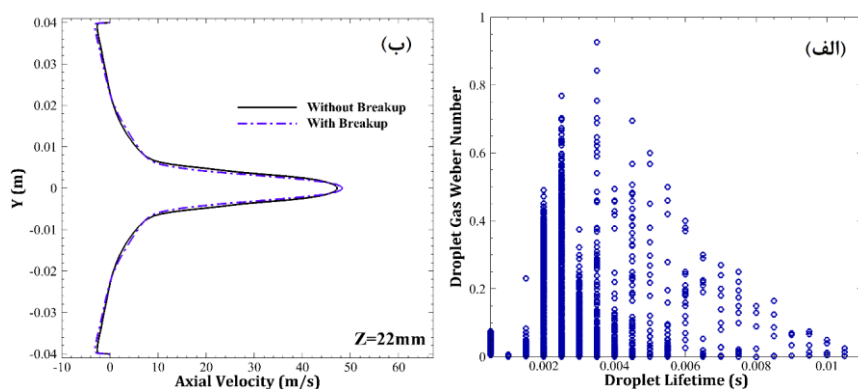 (ب)
0.04
0.03
0.02
0.01
0
-0.01
-0.02
-0.03
-0.04
Y (m)
Without Breakup
With Breakup
Z=22mm
-10 0 10 20 30 40 50 60
Axial Velocity (m/s)
(الف)
1
0.8
0.6
0.4
0.2
0
Droplet Gas Weber Number
0.002 0.004 0.006 0.008 0.01
Droplet Lifetime (s)